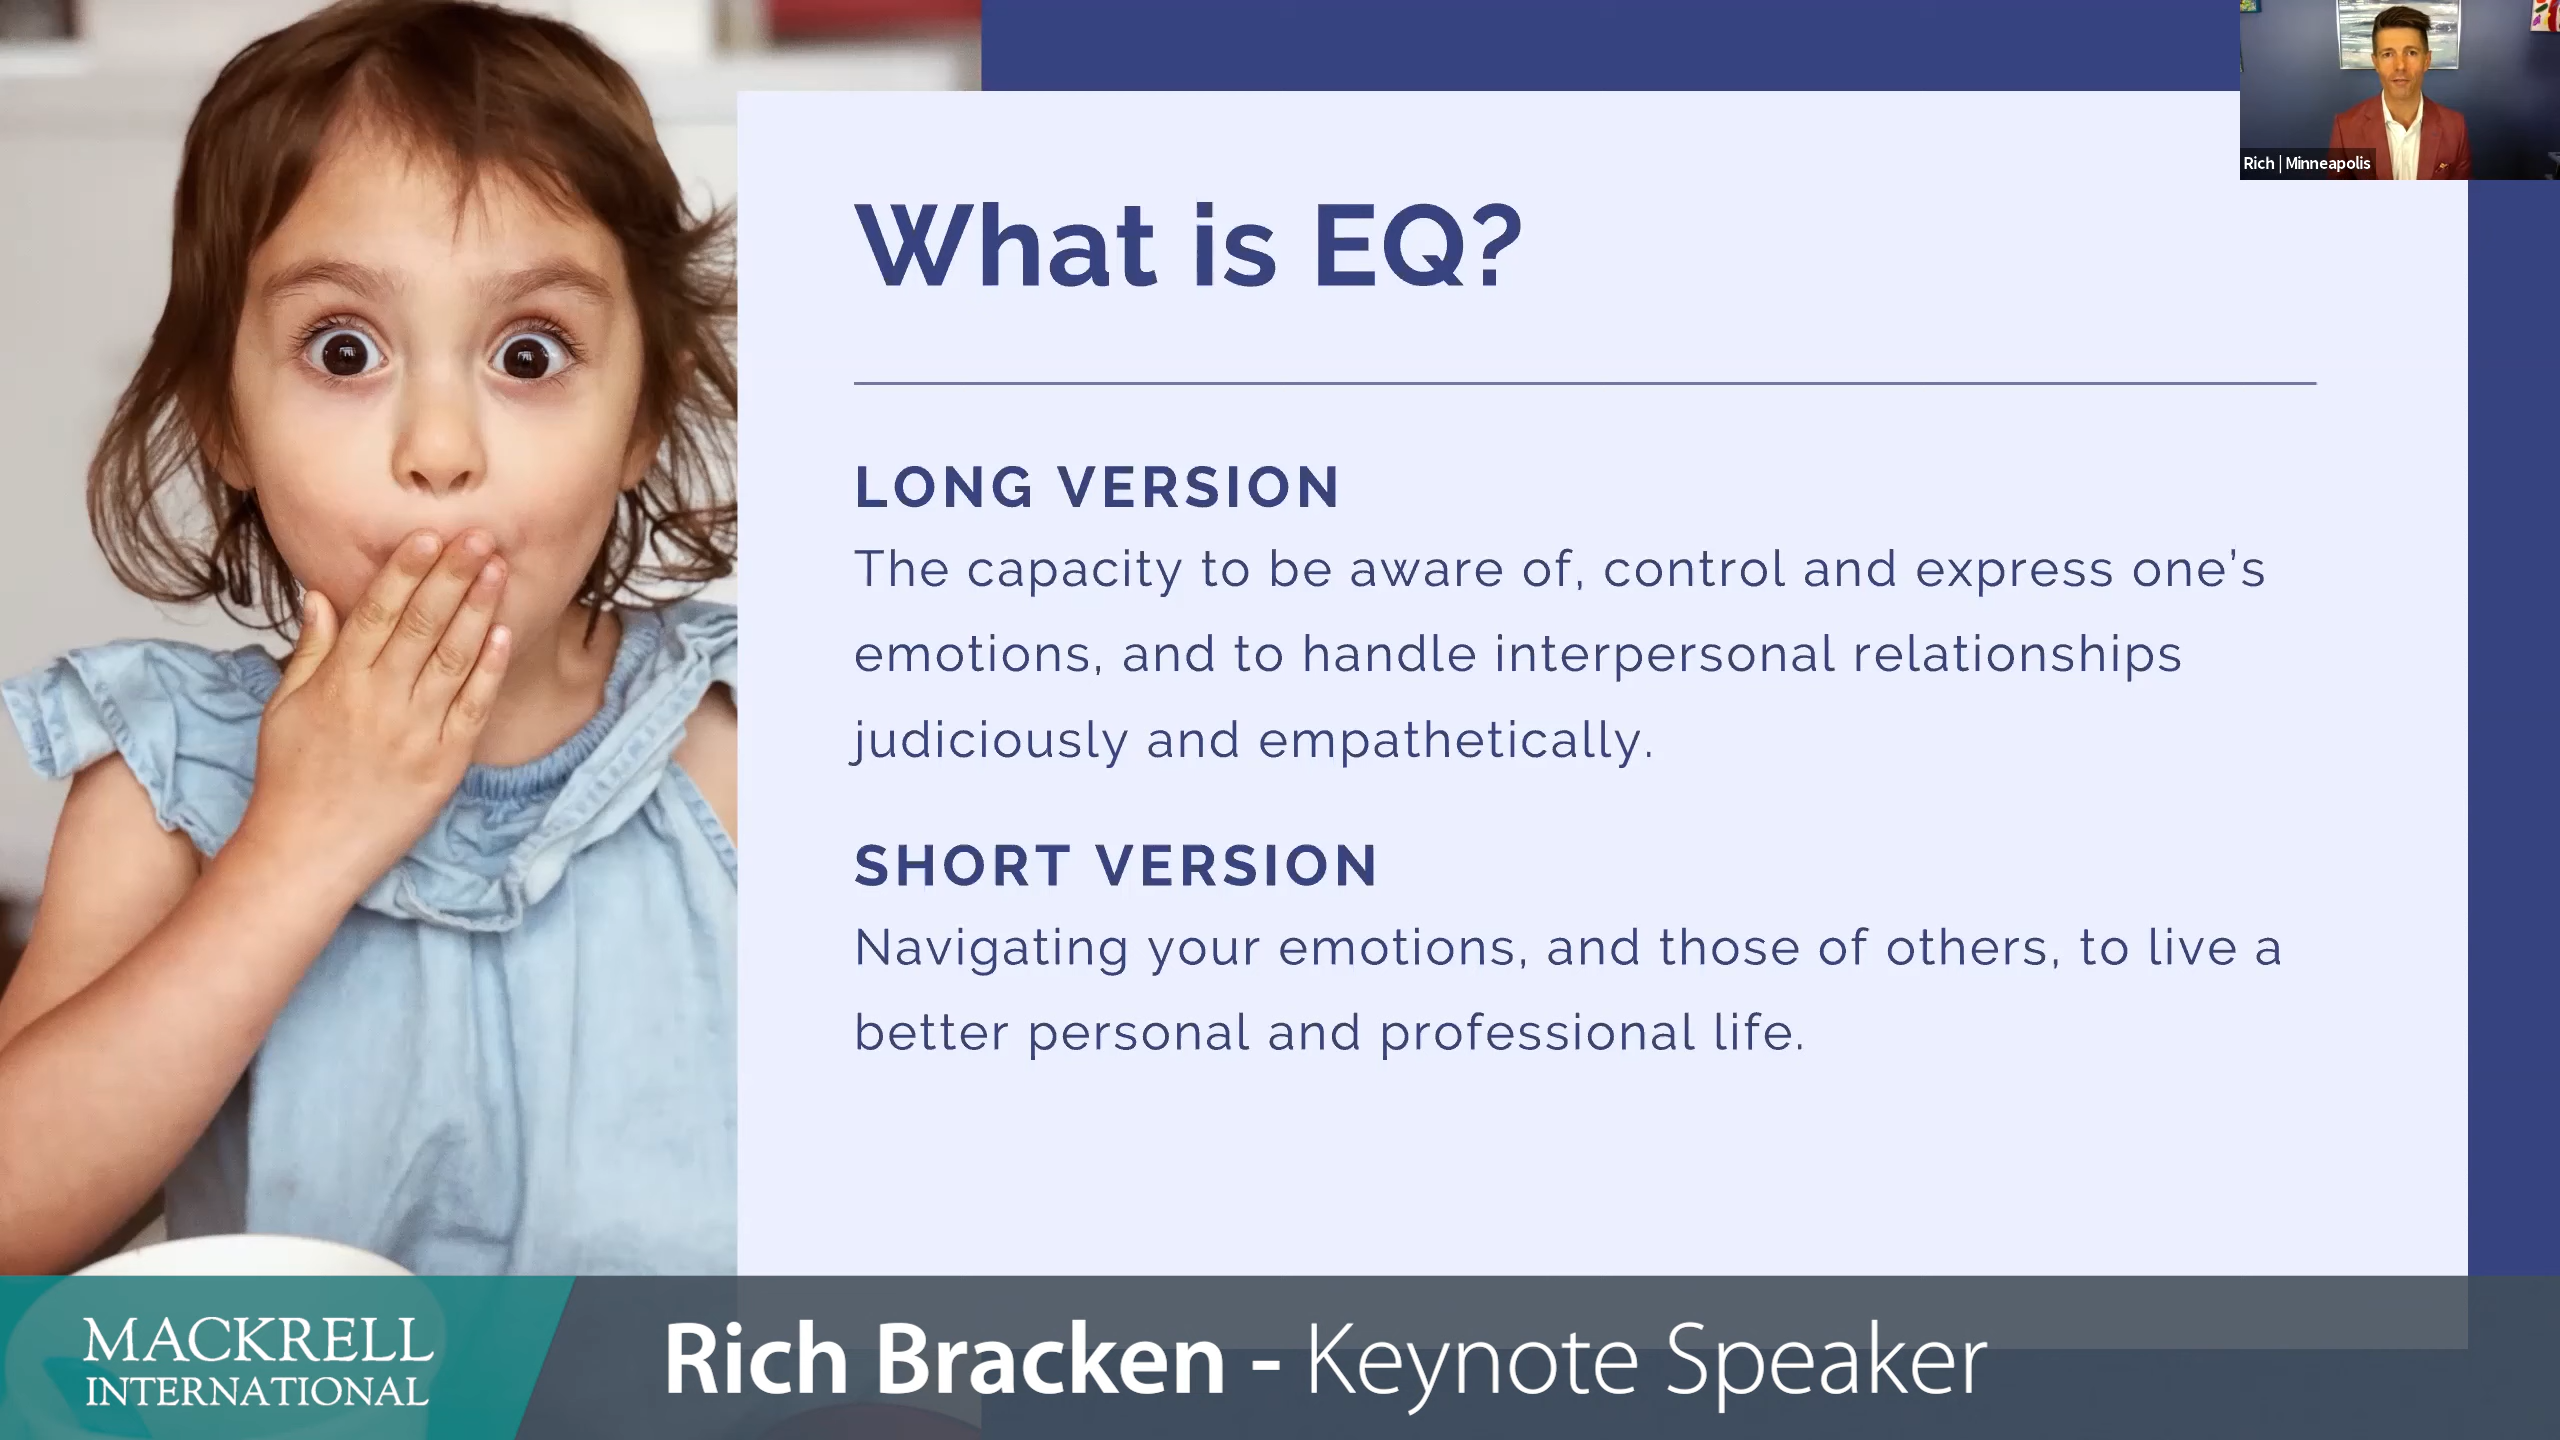 Rich | Minneapolis
What is EQ?
LONG VERSION
The capacity to be aware of, control and express one’s
emotions, and to handle interpersonal relationships
judiciously and empathetically.
SHORT VERSION
Navigating your emotions, and those of others, to live a
better personal and professional life.
MACKRELL
INTERNATIONAL
Rich Bracken - Keynote Speaker